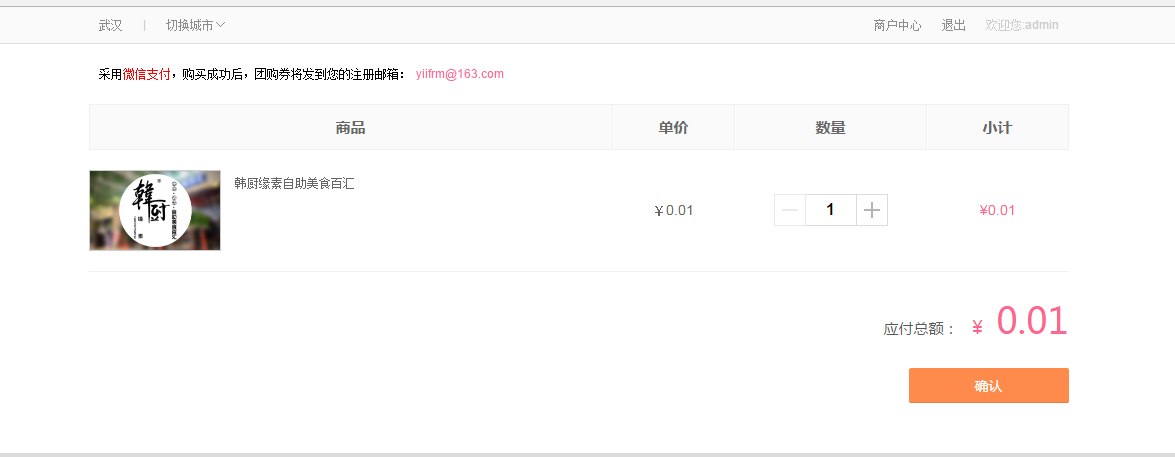 武汉 | 切换城市 商户中心 退出 欢迎您:admin
采用微信支付，购买成功后，团购券将发到您的注册邮箱： yiifrm@163.com
商品 单价 数量 小计
韩厨缘素自助美食百汇
韓厨
缘素
￥0.01 1 ¥0.01
应付总额： ¥ 0.01
确认